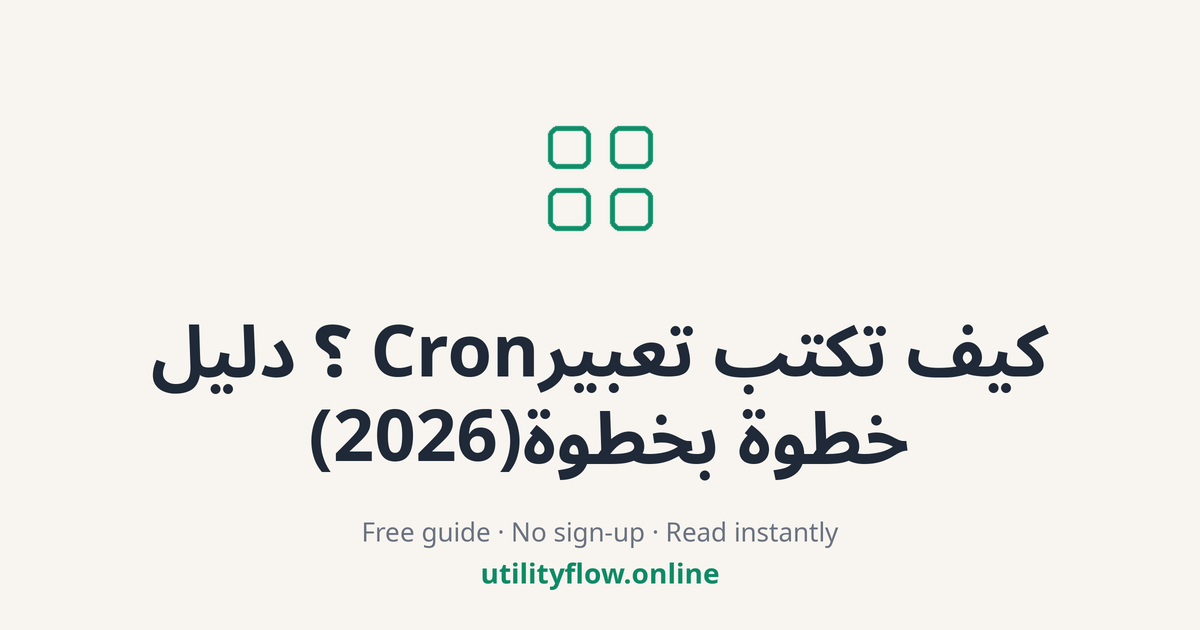 كيف تكتب تعبيرCron ؟ دليل
خطوة بخطوة(2026)
Free guide · No sign-up · Read instantly
utilityflow.online